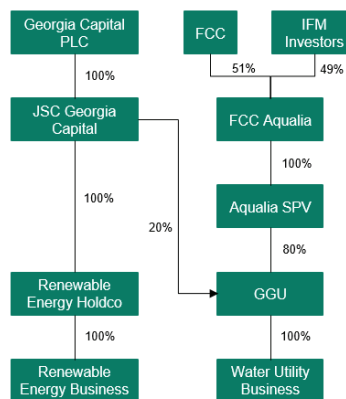 Georgia Capital
PLC
FCC
IFM
Investors
100%
51%
49%
JSC Georgia
Capital
FCC Aqualia
100%
100%
Aqualia SPV
20%
80%
Renewable
Energy Holdco
GGU
100%
100%
Renewable
Energy Business
Water Utility
Business